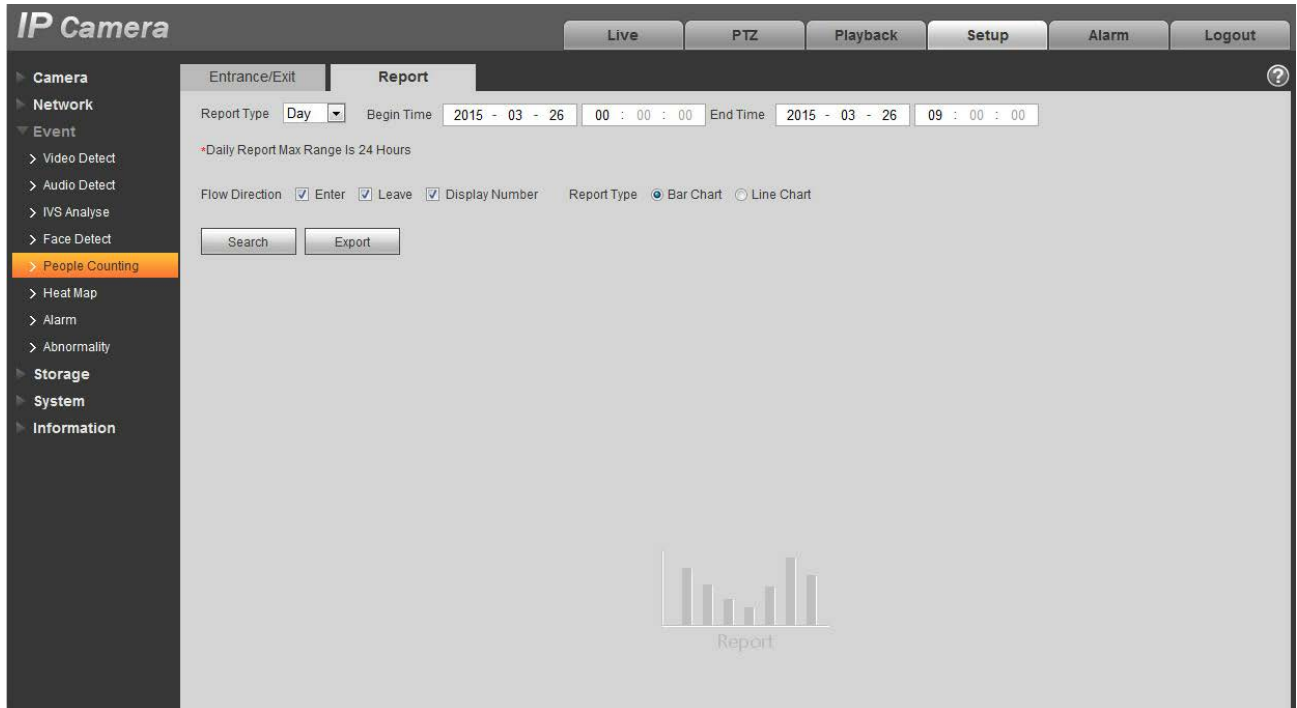 IP Camera
Live PTZ Playback Setup Alarm Logout
Camera
Network
Event
Video Detect
Audio Detect
IVS Analyse
Face Detect
People Counting
Heat Map
Alarm
Abnormality
Storage
System
Information
Entrance/Exit Report ?
Report Type Day Begin Time 2015 - 03 - 26 00 : 00 : 00 End Time 2015 - 03 - 26 09 : 00 : 00
*Daily Report Max Range Is 24 Hours
Flow Direction Enter Leave Display Number Report Type Bar Chart Line Chart
Search Export
Report